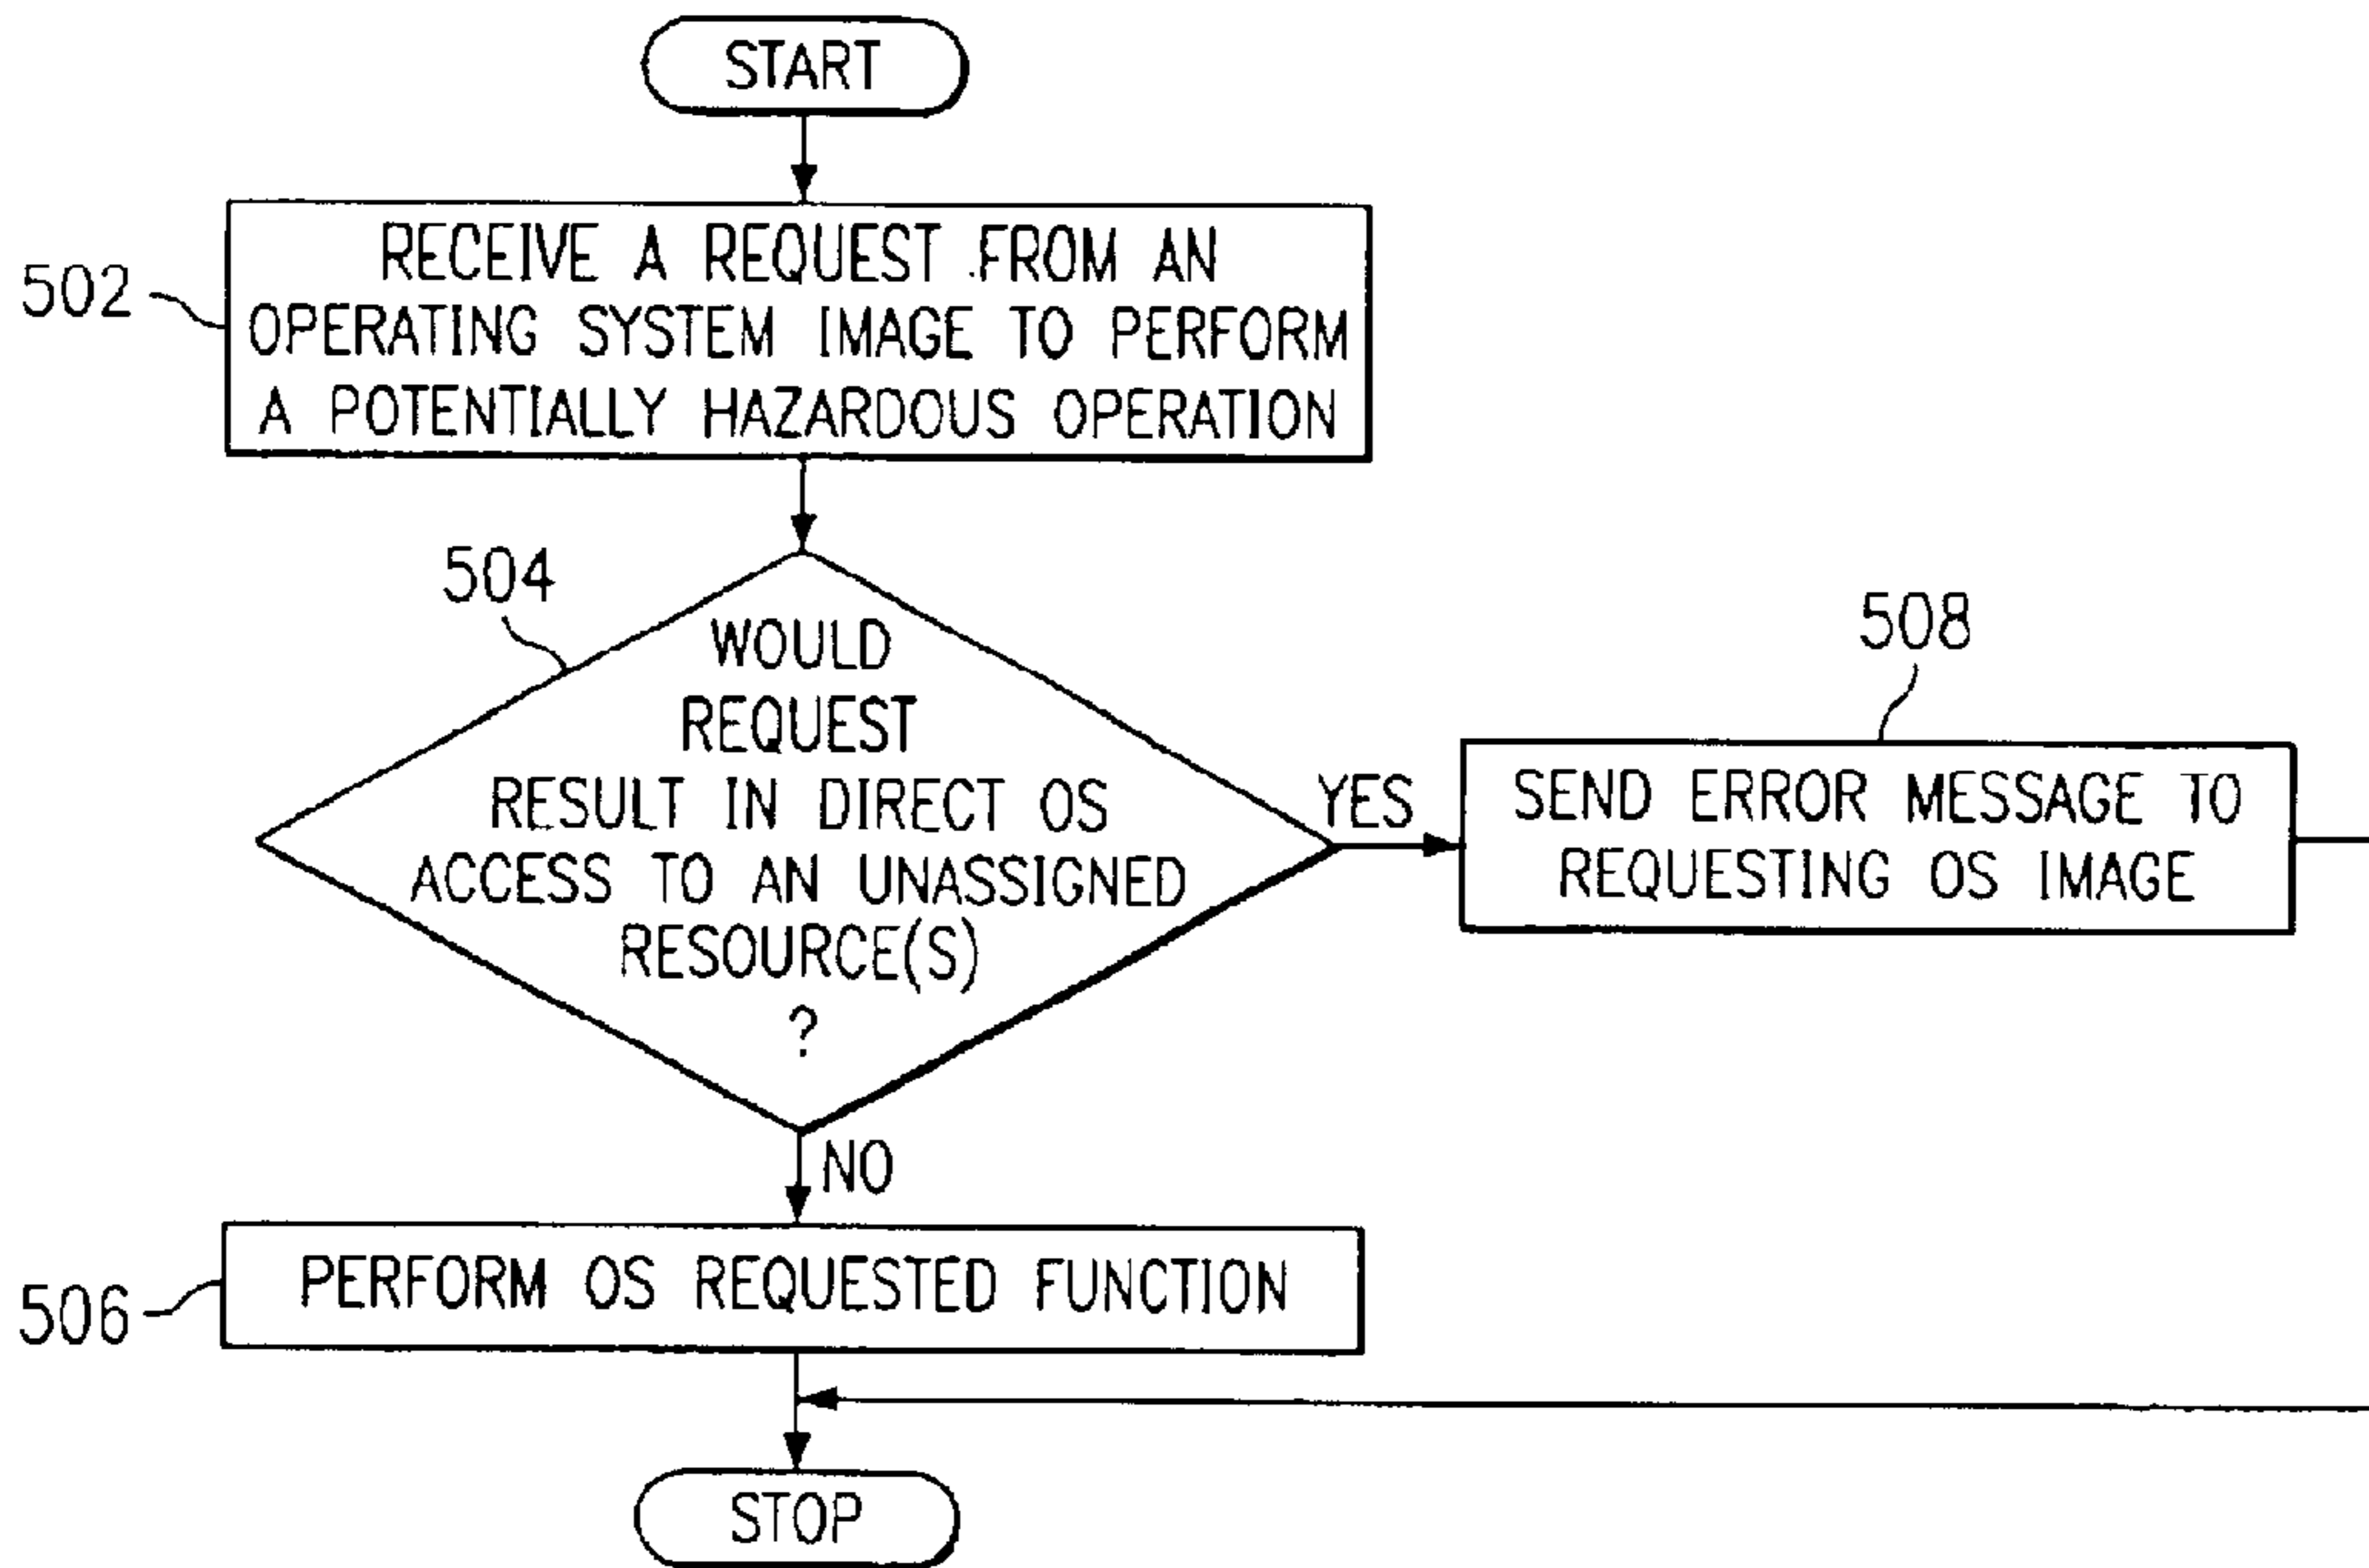 START
502
RECEIVE A REQUEST FROM AN
OPERATING SYSTEM IMAGE TO PERFORM
A POTENTIALLY HAZARDOUS OPERATION
504
WOULD
REQUEST
RESULT IN DIRECT OS
ACCESS TO AN UNASSIGNED
RESOURCE(S)
?
YES
508
SEND ERROR MESSAGE TO
REQUESTING OS IMAGE
NO
506
PERFORM OS REQUESTED FUNCTION
STOP